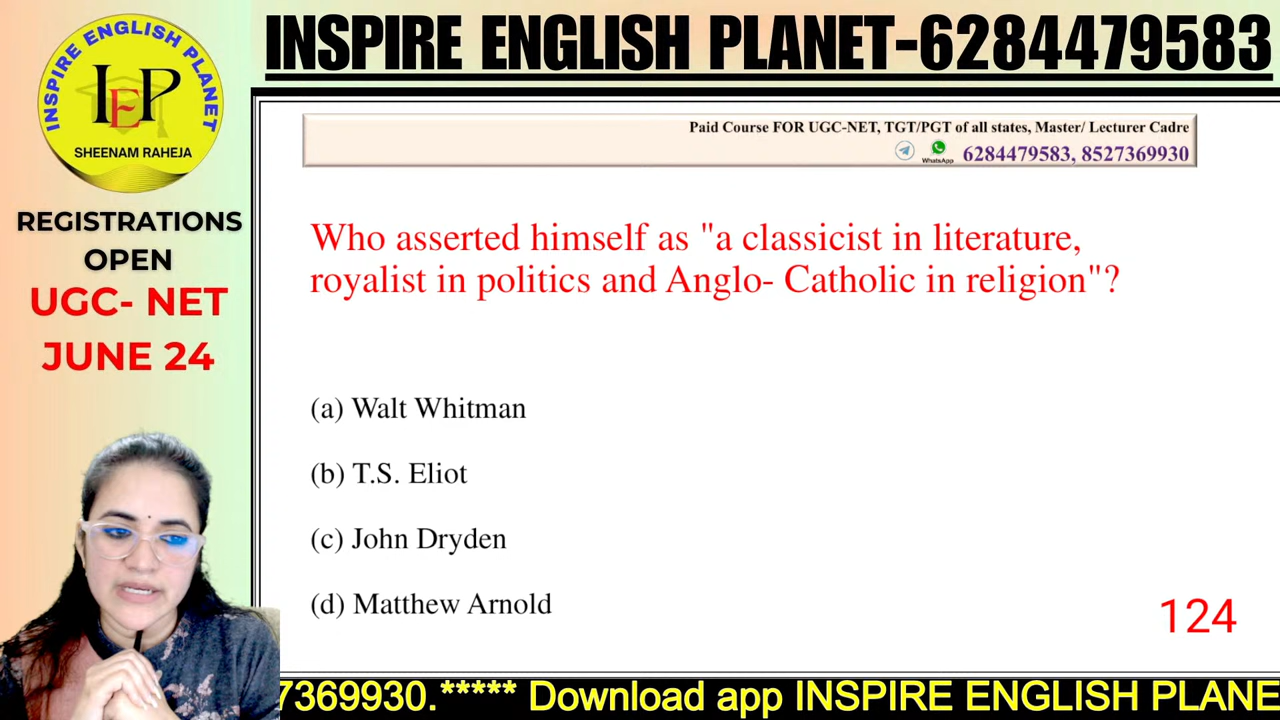 INSPIRE ENGLISH PLANET
IEP
SHEENAM RAHEJA
REGISTRATIONS
OPEN
UGC- NET
JUNE 24
INSPIRE ENGLISH PLANET-6284479583
Paid Course FOR UGC-NET, TGT/PGT of all states, Master/ Lecturer Cadre
WhatsApp 6284479583, 8527369930
Who asserted himself as "a classicist in literature,
royalist in politics and Anglo- Catholic in religion"?
(a) Walt Whitman
(b) T.S. Eliot
(c) John Dryden
(d) Matthew Arnold
124
7369930. ***** Download app INSPIRE ENGLISH PLANE